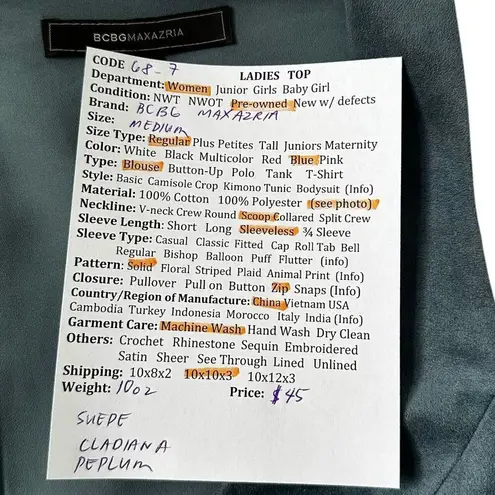 BCBGMAXAZRIA
CODE 68-7
LADIES TOP
Department: Women Junior Girls Baby Girl
Condition: NWT NWOT Pre-owned New w/ defects
Brand: BCBG MAXAZRIA
Size: MEDIUM
Size Type: Regular Plus Petites Tall Juniors Maternity
Color: White Black Multicolor Red Blue Pink
Type: Blouse Button-Up Polo Tank T-Shirt
Style: Basic Camisole Crop Kimono Tunic Bodysuit (Info)
Material: 100% Cotton 100% Polyester (see photo)
Neckline: V-neck Crew Round Scoop Collared Split Crew
Sleeve Length: Short Long Sleeveless ¾ Sleeve
Sleeve Type: Casual Classic Fitted Cap Roll Tab Bell
Regular Bishop Balloon Puff Flutter (info)
Pattern: Solid Floral Striped Plaid Animal Print (Info)
Closure: Pullover Pull on Button Zip Snaps (Info)
Country/Region of Manufacture: China Vietnam USA
Cambodia Turkey Indonesia Morocco Italy India (Info)
Garment Care: Machine Wash Hand Wash Dry Clean
Others: Crochet Rhinestone Sequin Embroidered
Satin Sheer See Through Lined Unlined
Shipping: 10x8x2 10x10x3 10x12x3
Weight: 10oz Price: $45
SUEDE
CLADIANA
PEPLUM